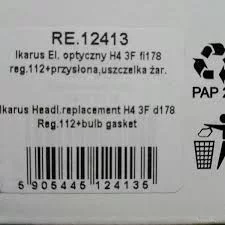 RE.12413
Ikarus El. optyczny H4 3F fi178
reg.112+przysłona,uszczelka żar.
Ikarus Headl.replacement H4 3F d178
Reg.112+bulb gasket
5 905445 124135
PAP 2